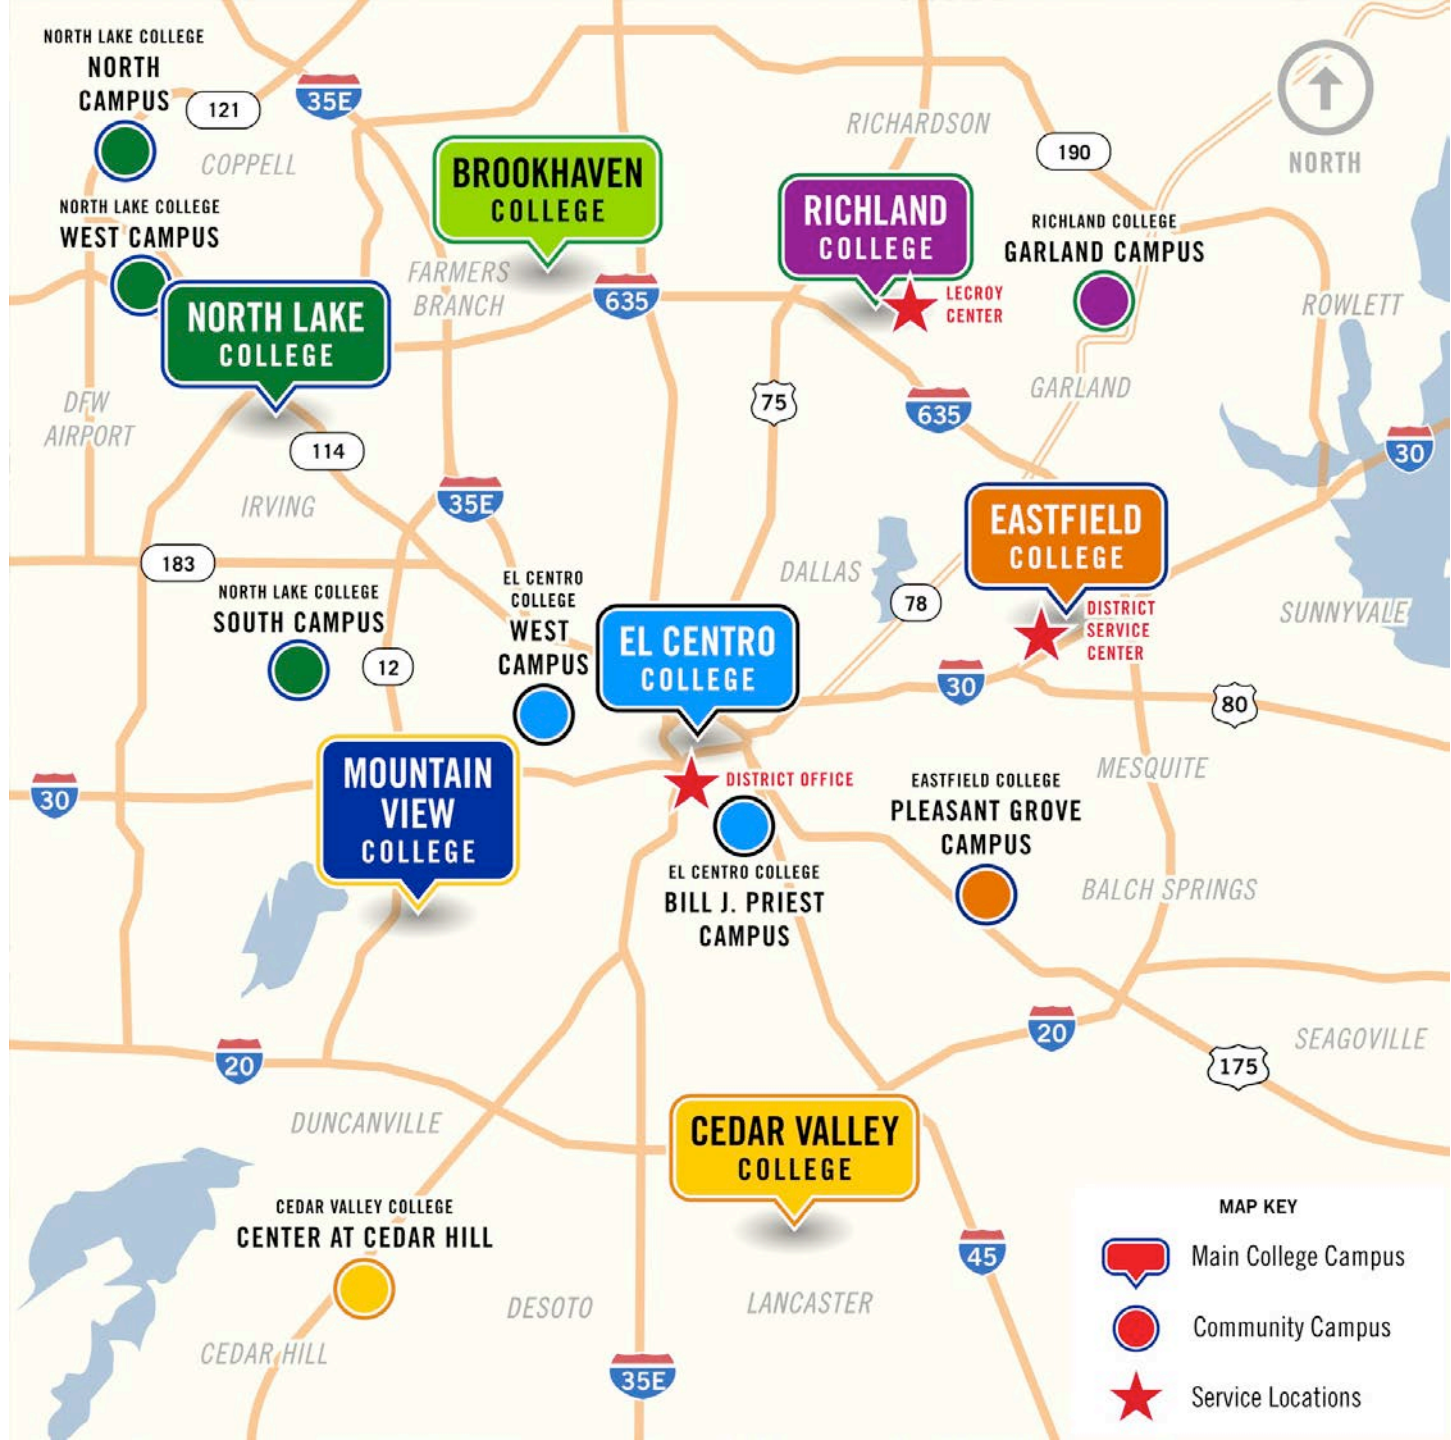 NORTH LAKE COLLEGE
NORTH
CAMPUS
121
35E
COPPELL
RICHARDSON
190
NORTH
BROOKHAVEN
COLLEGE
RICHLAND
COLLEGE
NORTH LAKE COLLEGE
WEST CAMPUS
RICHLAND COLLEGE
GARLAND CAMPUS
FARMERS
BRANCH
635
LECROY
CENTER
ROWLETT
NORTH LAKE
COLLEGE
DFW
AIRPORT
75
635
GARLAND
30
114
IRVING
35E
EASTFIELD
COLLEGE
183
DALLAS
78
NORTH LAKE COLLEGE
SOUTH CAMPUS
12
EL CENTRO
COLLEGE
WEST
CAMPUS
EL CENTRO
COLLEGE
DISTRICT
SERVICE
CENTER
SUNNYVALE
30
80
MOUNTAIN
VIEW
COLLEGE
30
DISTRICT OFFICE
MESQUITE
EASTFIELD COLLEGE
PLEASANT GROVE
CAMPUS
EL CENTRO COLLEGE
BILL J. PRIEST
CAMPUS
BALCH SPRINGS
20
20
SEAGOVILLE
175
DUNCANVILLE
CEDAR VALLEY
COLLEGE
CEDAR VALLEY COLLEGE
CENTER AT CEDAR HILL
45
DESOTO
LANCASTER
CEDAR HILL
35E
MAP KEY
Main College Campus
Community Campus
Service Locations